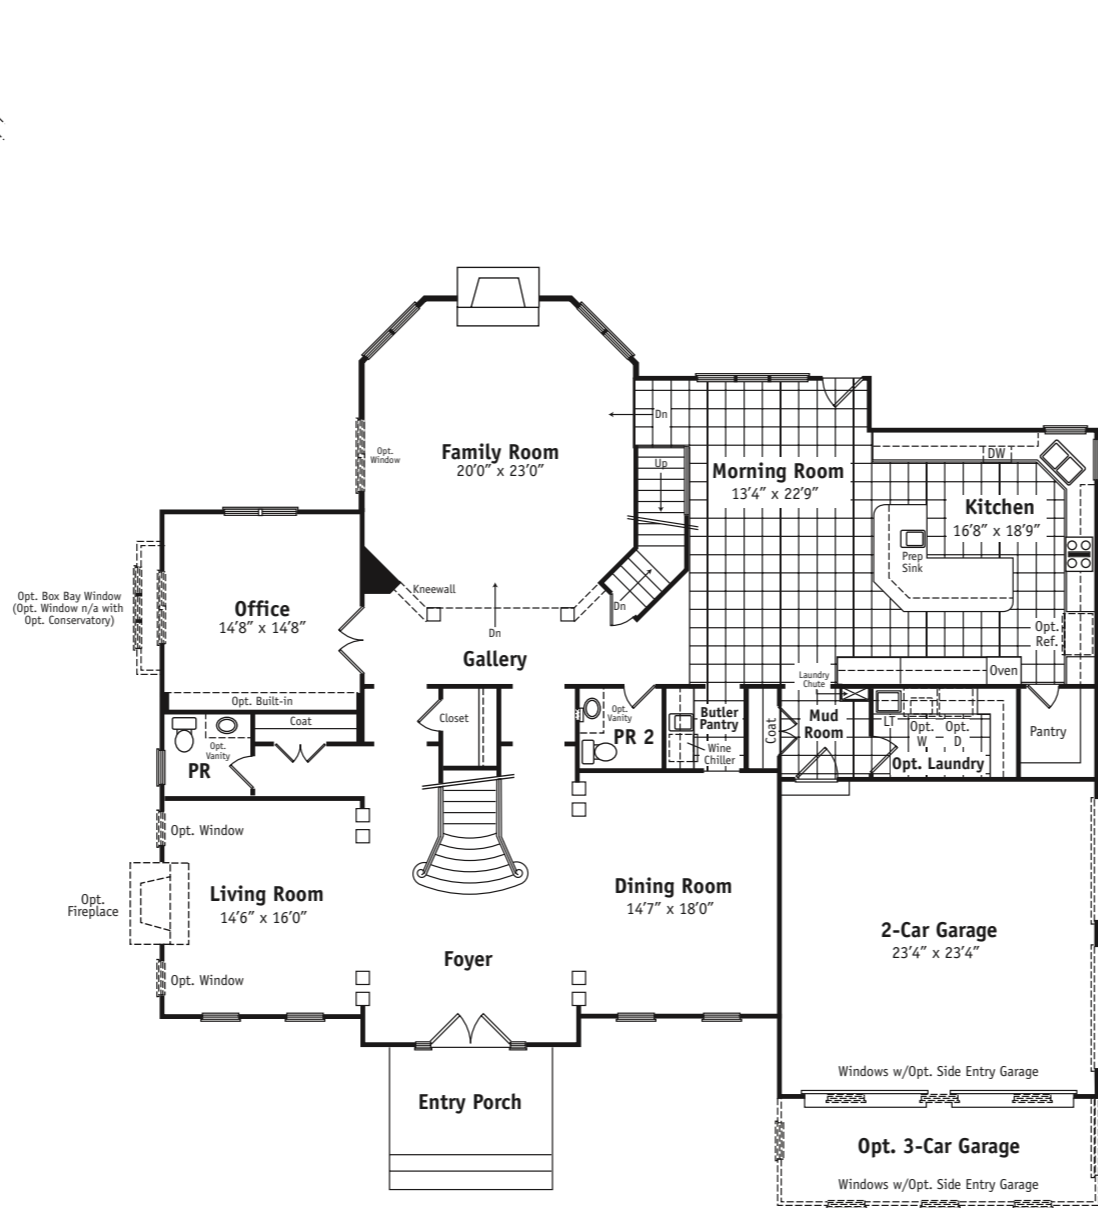 Family Room
20'0" x 23'0"
Opt.
Window
Dn
Up
Morning Room
13'4" x 22'9"
DW
Kitchen
16'8" x 18'9"
Prep
Sink
Opt.
Ref.
Oven
Kneewall
Dn
Dn
Gallery
Opt. Box Bay Window
(Opt. Window n/a with
Opt. Conservatory)
Office
14'8" x 14'8"
Opt. Built-in
Coat
Opt.
Vanity
PR
Closet
Opt.
Vanity
PR 2
Butler
Pantry
Wine
Chiller
Coat
Laundry
Chute
Mud
Room
LT
Opt.
W
Opt.
D
Opt. Laundry
Pantry
Opt. Window
Living Room
14'6" x 16'0"
Opt.
Fireplace
Opt. Window
Foyer
Dining Room
14'7" x 18'0"
2-Car Garage
23'4" x 23'4"
Windows w/Opt. Side Entry Garage
Entry Porch
Opt. 3-Car Garage
Windows w/Opt. Side Entry Garage